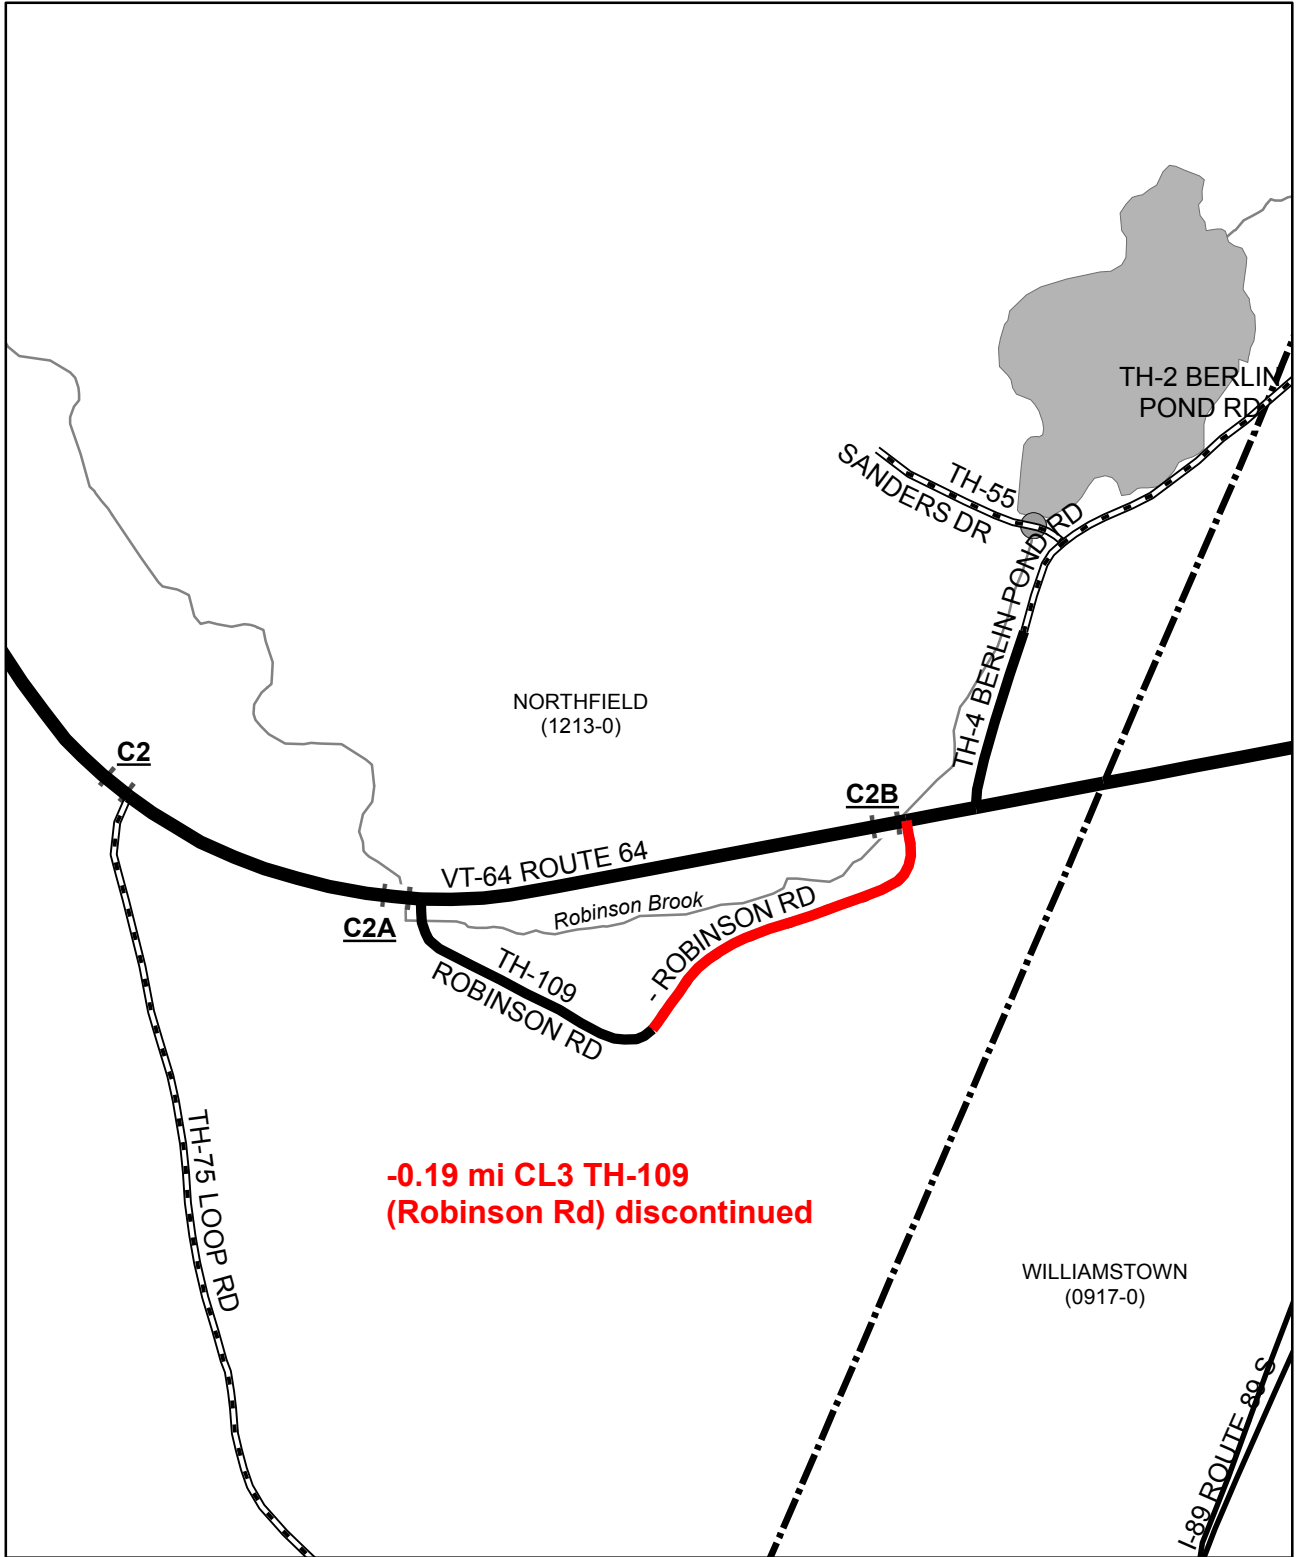 TH-2 BERLIN
POND RD
TH-55
SANDERS DR
TH-4 BERLIN POND RD
NORTHFIELD
(1213-0)
C2
C2B
VT-64 ROUTE 64
C2A
Robinson Brook
- ROBINSON RD
TH-109
ROBINSON RD
TH-75 LOOP RD
-0.19 mi CL3 TH-109
(Robinson Rd) discontinued
WILLIAMSTOWN
(0917-0)
I-89 ROUTE 89 S